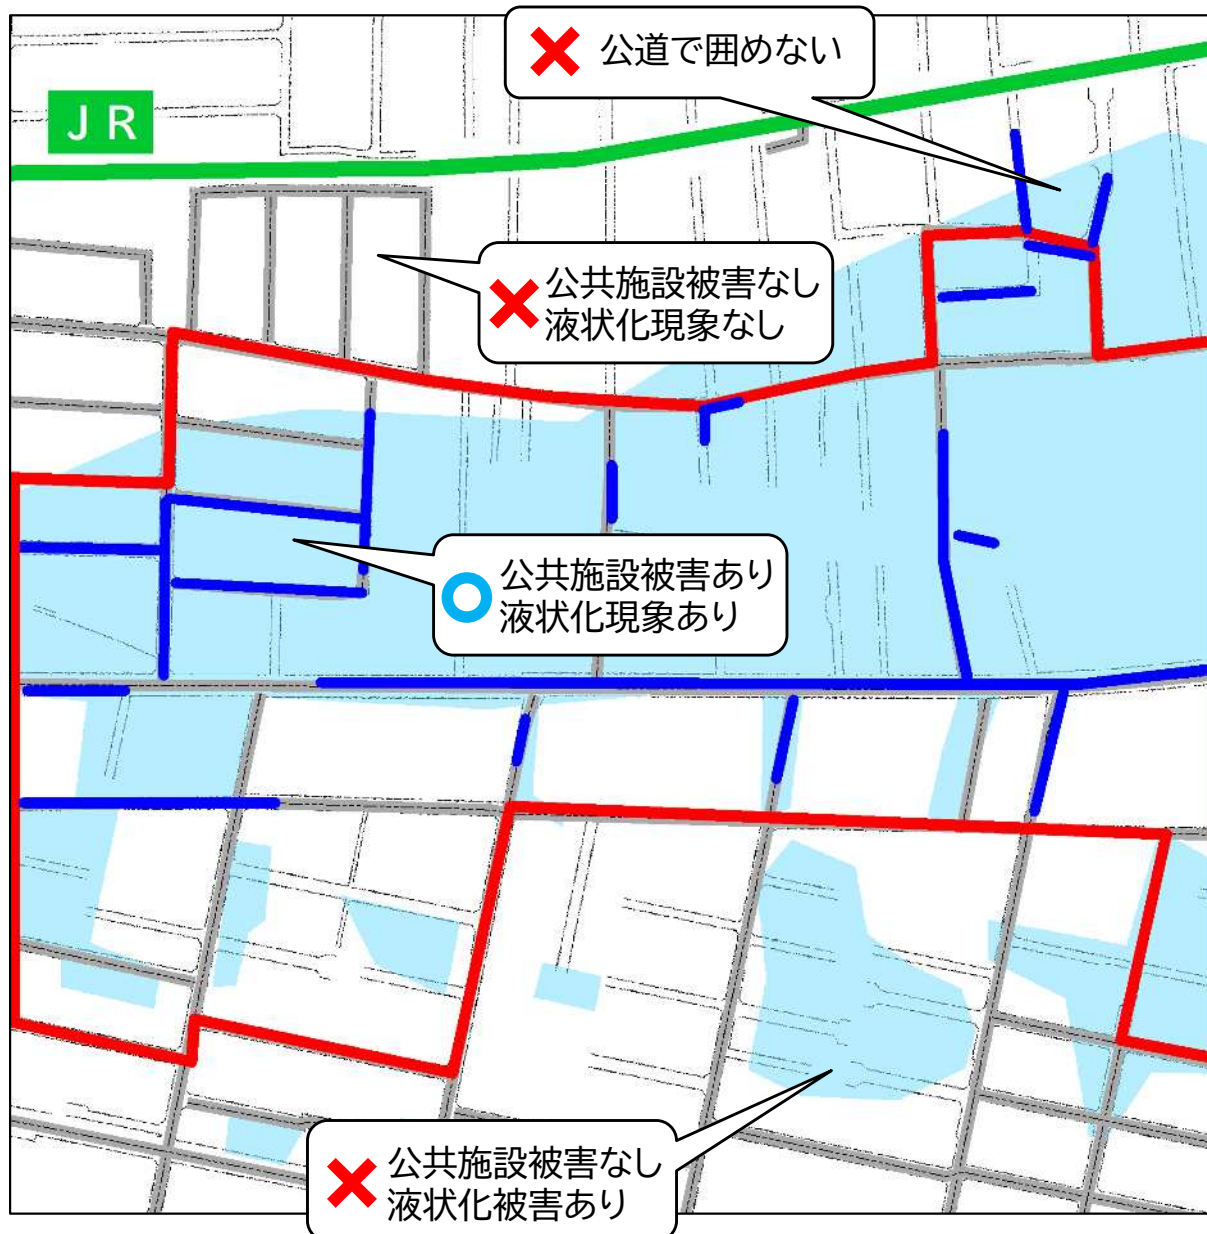 公道で囲めない
JR
公共施設被害なし
液状化現象なし
公共施設被害あり
液状化現象あり
公共施設被害なし
液状化被害あり